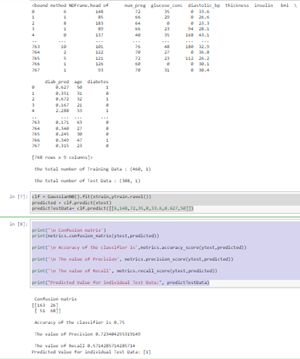 <bound method NDFrame.head of num_preg glucose_conc diastolic_bp thickness insulin bmi \
0 6 148 72 35 0 33.6
1 1 85 66 29 0 26.6
2 8 183 64 0 0 23.3
3 1 89 66 23 94 28.1
4 0 137 40 35 168 43.1
.. ... ... ... ... ... ...
763 10 101 76 48 180 32.9
764 2 122 70 27 0 36.8
765 5 121 72 23 112 26.2
766 1 126 60 0 0 30.1
767 1 93 70 31 0 30.4
diab_pred age diabetes
0 0.627 50 1
1 0.351 31 0
2 0.672 32 1
3 0.167 21 0
4 2.288 33 1
.. ... ... ...
763 0.171 63 0
764 0.340 27 0
765 0.245 30 0
766 0.349 47 1
767 0.315 23 0
[768 rows x 9 columns]>
the total number of Training Data : (460, 1)
the total number of Test Data : (308, 1)
clf = GaussianNB().fit(xtrain,ytrain.ravel())
predicted = clf.predict(xtest)
predictTestData= clf.predict([[6,148,72,35,0,33.6,0.627,50]])
print('\n Confusion matrix')
print(metrics.confusion_matrix(ytest,predicted))
print('\n Accuracy of the classifier is',metrics.accuracy_score(ytest,predicted))
print('\n The value of Precision', metrics.precision_score(ytest,predicted))
print('\n The value of Recall', metrics.recall_score(ytest,predicted))
print("Predicted Value for individual Test Data:", predictTestData)
Confusion matrix
Accuracy of the classifier is 0.75
The value of Precision 0.7234042553191489
The value of Recall 0.5714285714285714
Predicted Value for individual Test Data: [1]